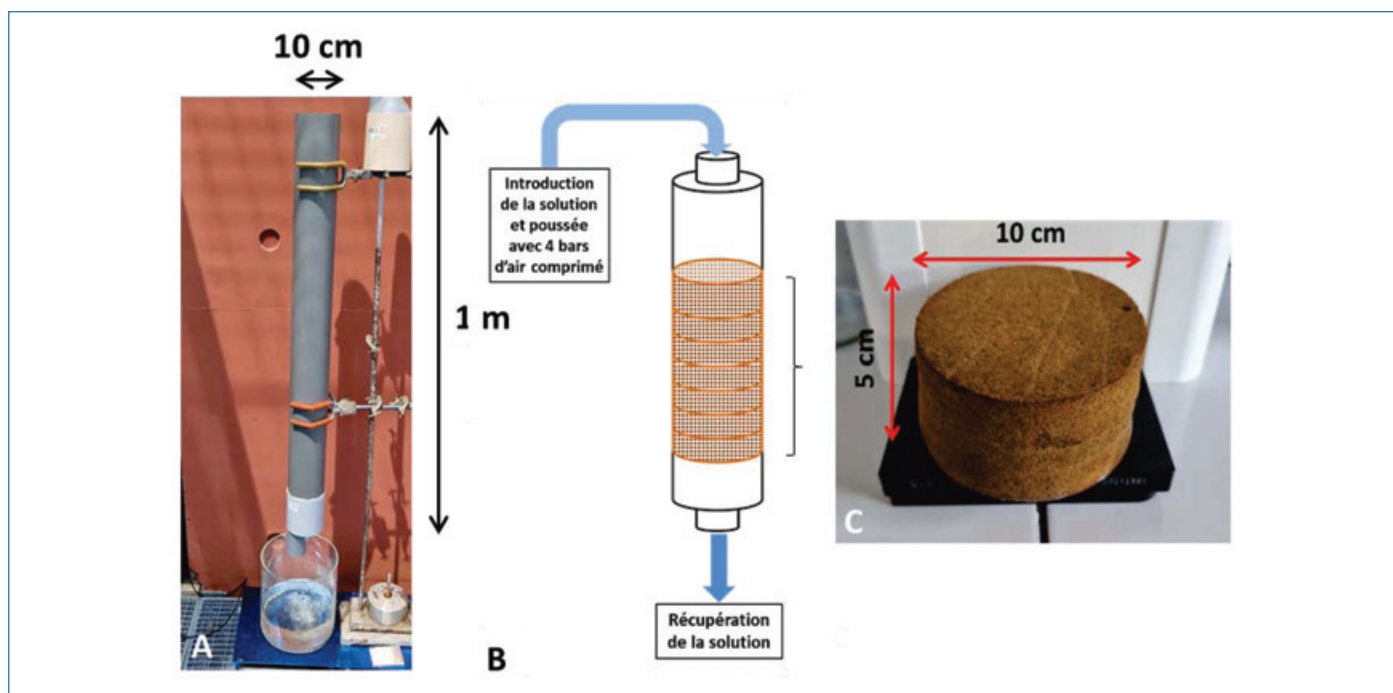 10 cm
1 m
Introduction
de la solution
et poussée
avec 4 bars
d'air comprimé
Récupération
de la solution
10 cm
5 cm
A
B
C